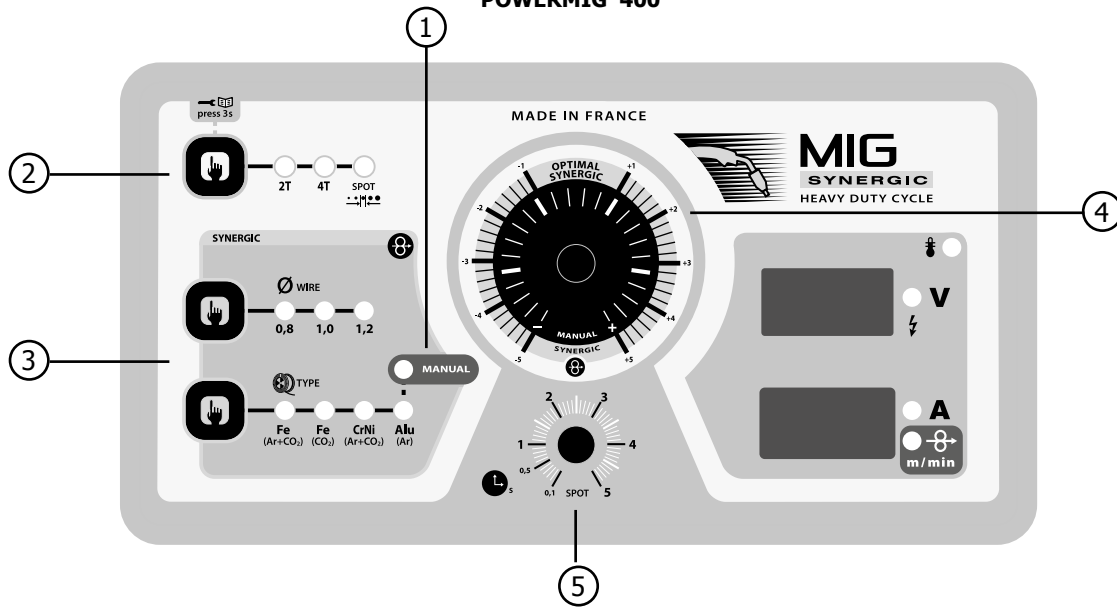 POWERMIG 400
1
press 3s
MADE IN FRANCE
2
2T
4T
SPOT
MIG
SYNERGIC
HEAVY DUTY CYCLE
OPTIMAL
SYNERGIC
-1
+1
-2
+2
-3
+3
-4
+4
-5
+5
-
+
MANUAL
SYNERGIC
4
SYNERGIC
Ø WIRE
0,8
1,0
1,2
3
MANUAL
TYPE
Fe
(Ar+CO₂)
Fe
(CO₂)
CrNi
(Ar+CO₂)
Alu
(Ar)
V
A
m/min
2
3
1
4
0,5
0,1
SPOT
5
s
5